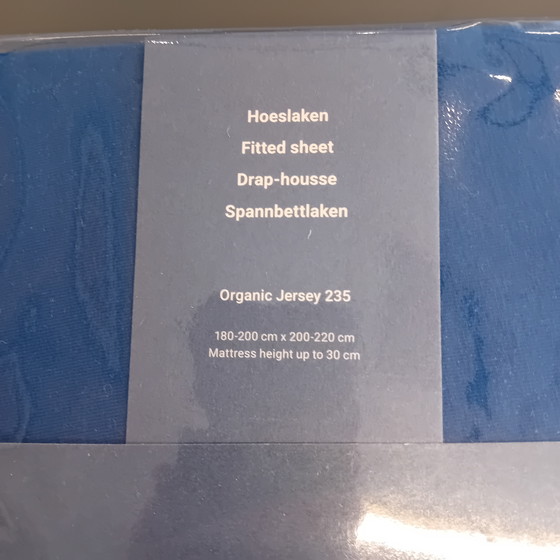 Hoeslaken
Fitted sheet
Drap-housse
Spannbettlaken
Organic Jersey 235
180-200 cm x 200-220 cm
Mattress height up to 30 cm